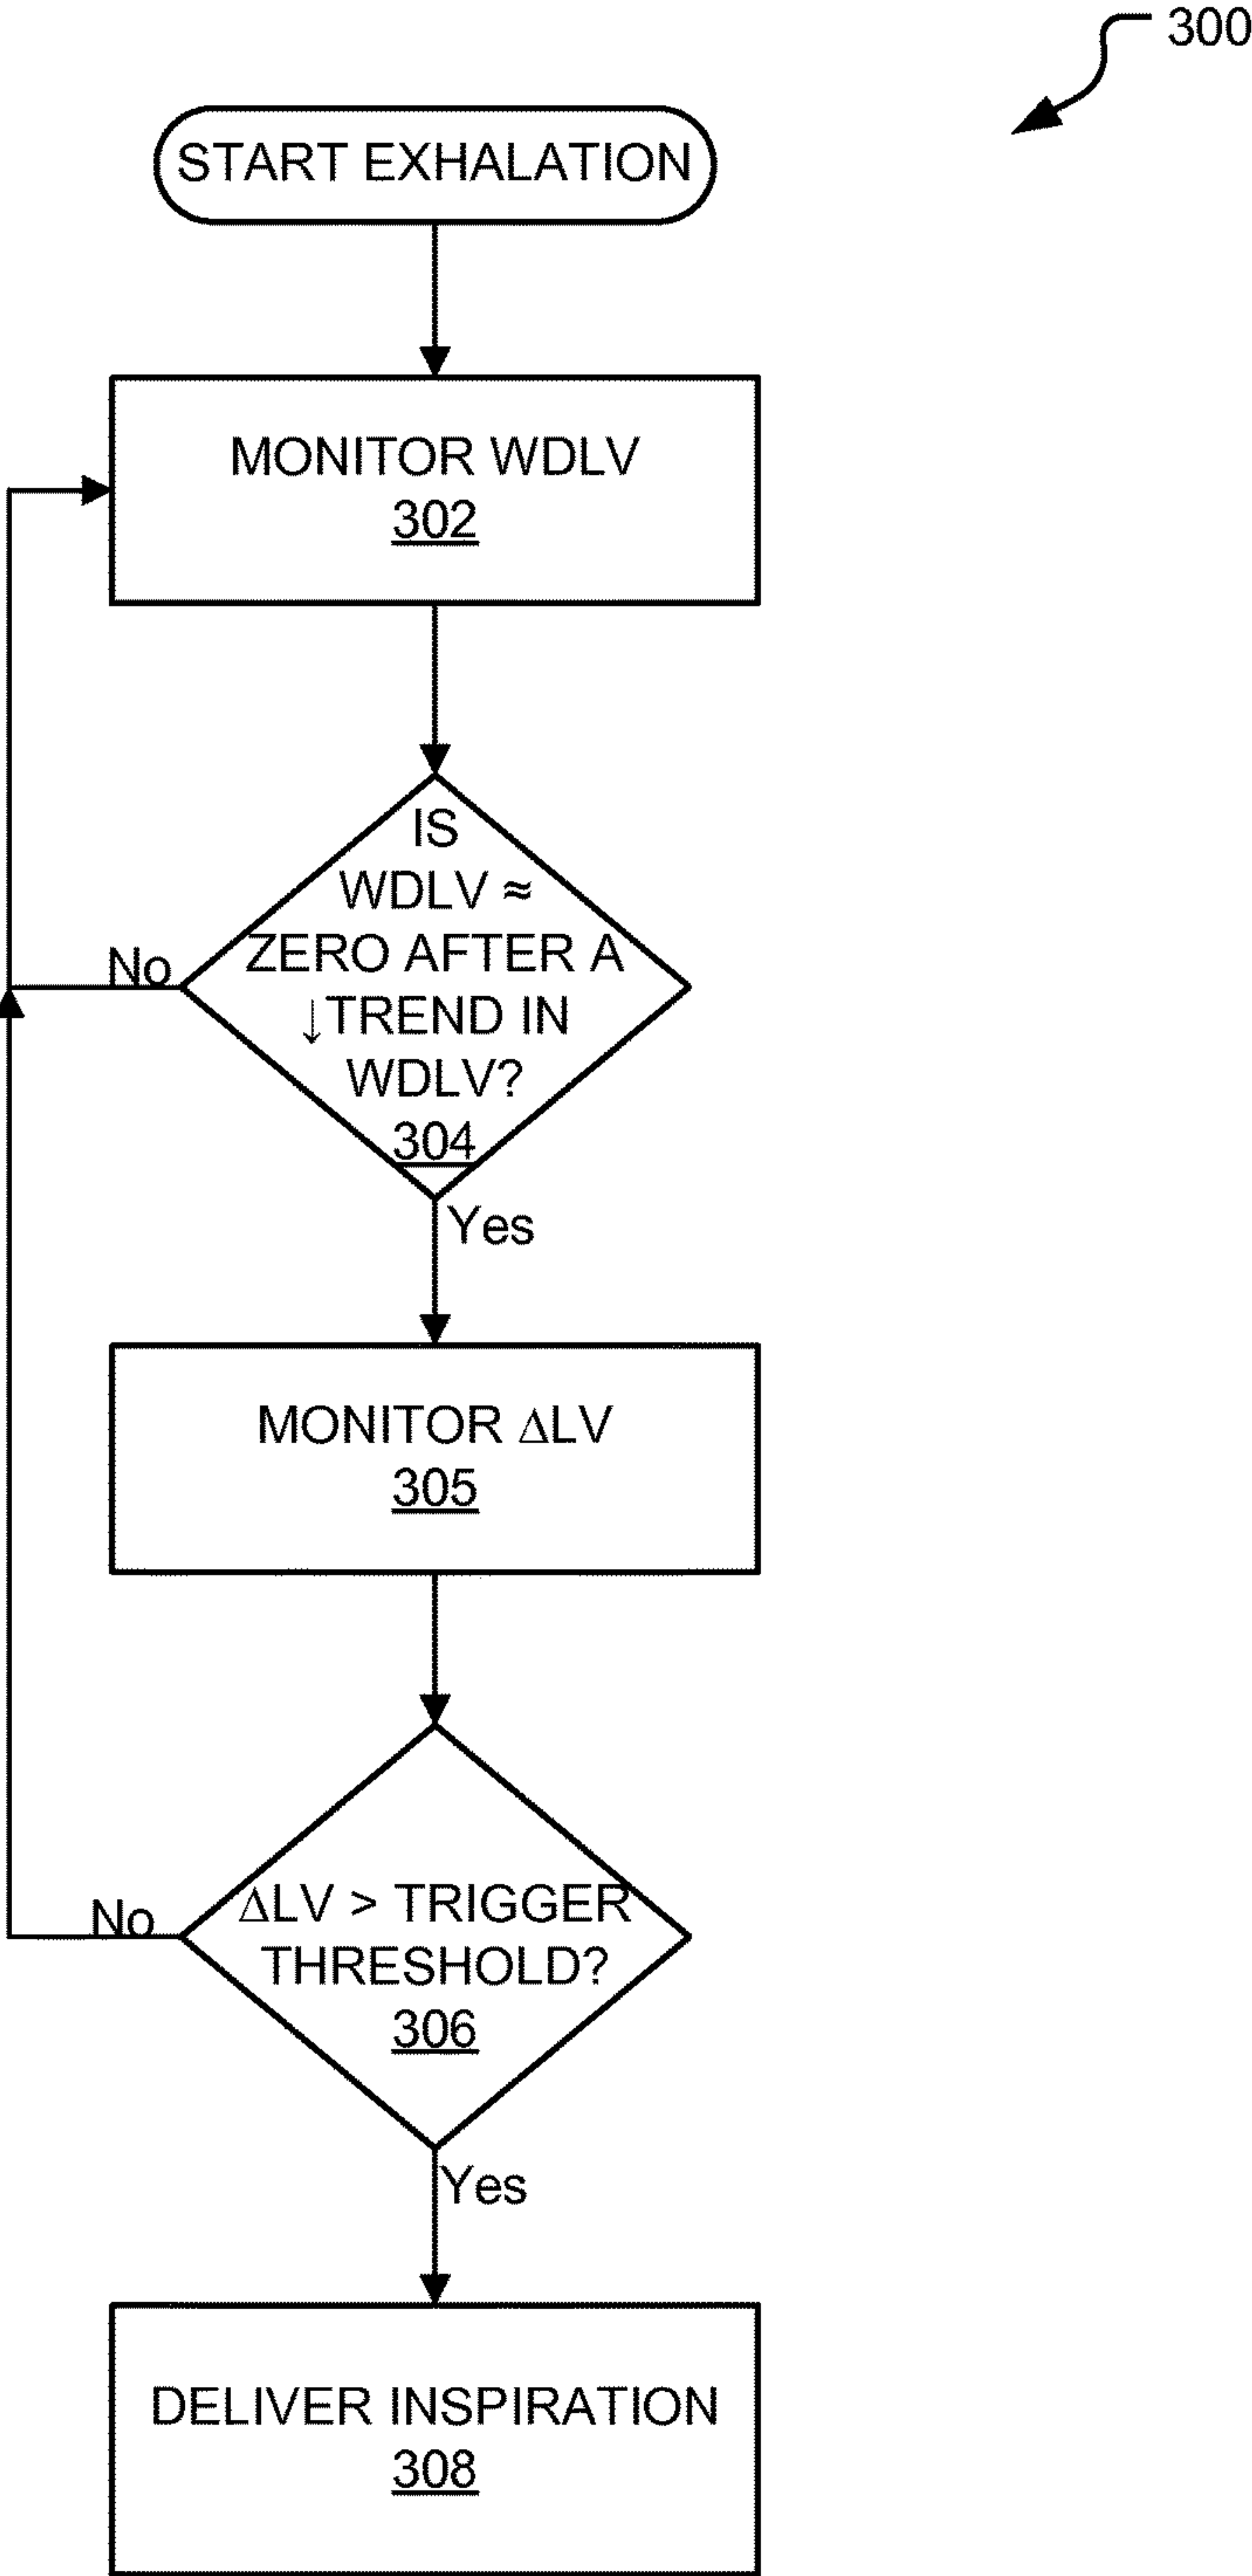 300
START EXHALATION
MONITOR WDLV
302
IS
WDLV ≈
ZERO AFTER A
↓TREND IN
WDLV?
304
No
Yes
MONITOR ΔLV
305
ΔLV > TRIGGER
THRESHOLD?
306
No
Yes
DELIVER INSPIRATION
308